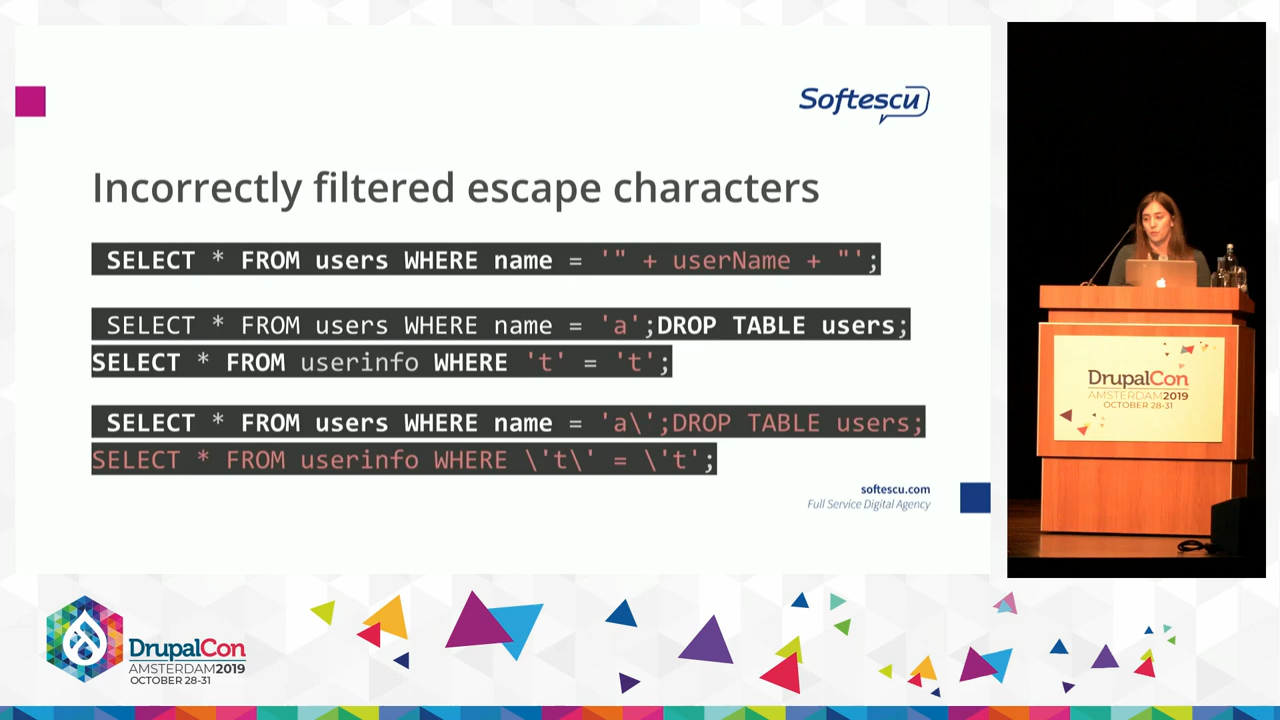 Softescu
Incorrectly filtered escape characters
SELECT * FROM users WHERE name = '" + userName + "';
SELECT * FROM users WHERE name = 'a';DROP TABLE users;
SELECT * FROM userinfo WHERE 't' = 't';
SELECT * FROM users WHERE name = 'a\';DROP TABLE users;
SELECT * FROM userinfo WHERE \'t\' = \'t';
softescu.com
Full Service Digital Agency
DrupalCon
AMSTERDAM2019
OCTOBER 28-31
DrupalCon
AMSTERDAM2019
OCTOBER 28-31